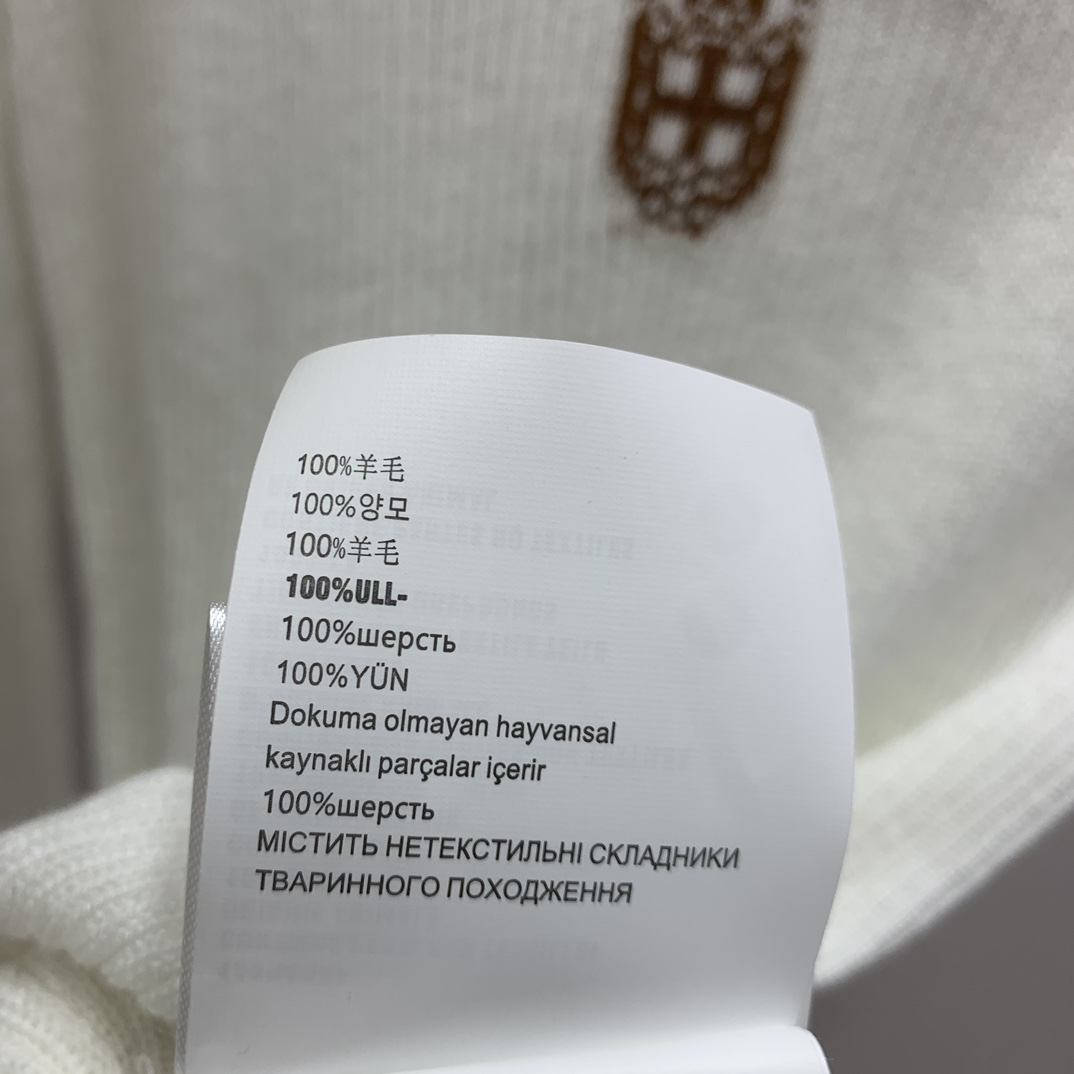 100%羊毛
100%양모
100%羊毛
100%ULL-
100%шерсть
100%YÜN
Dokuma olmayan hayvansal
kaynaklı parçalar içerir
100%шерсть
МІСТИТЬ НЕТЕКСТИЛЬНІ СКЛАДНИКИ
ТВАРИННОГО ПОХОДЖЕННЯ